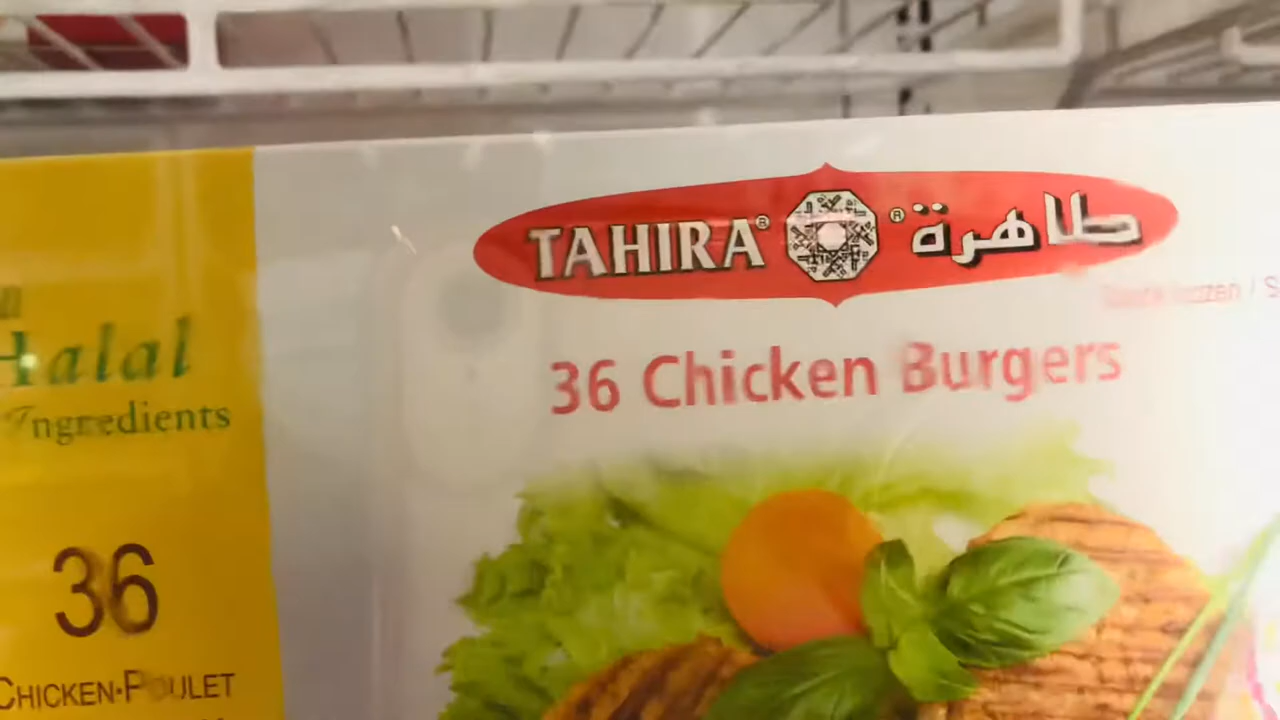 TAHIRA® ® طاهرة
36 Chicken Burgers
Halal
Ingredients
36
CHICKEN·POULET